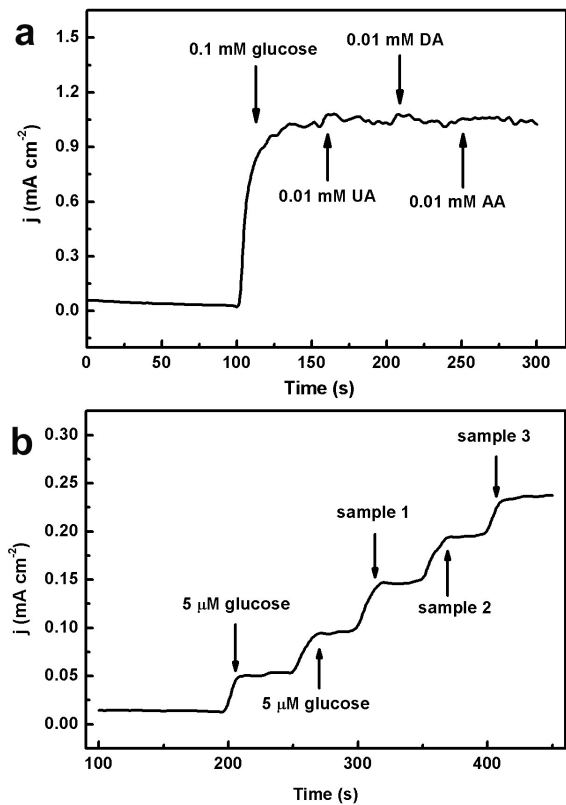 a
1.5
0.1 mM glucose
0.01 mM DA
1.2
0.9
0.6
0.3
0.0
j (mA cm-2)
0.01 mM UA
0.01 mM AA
0 50 100 150 200 250 300
Time (s)
b
0.30
0.25
0.20
0.15
0.10
0.05
0.00
j (mA cm-2)
sample 3
sample 1
sample 2
5 μM glucose
5 μM glucose
100 200 300 400
Time (s)